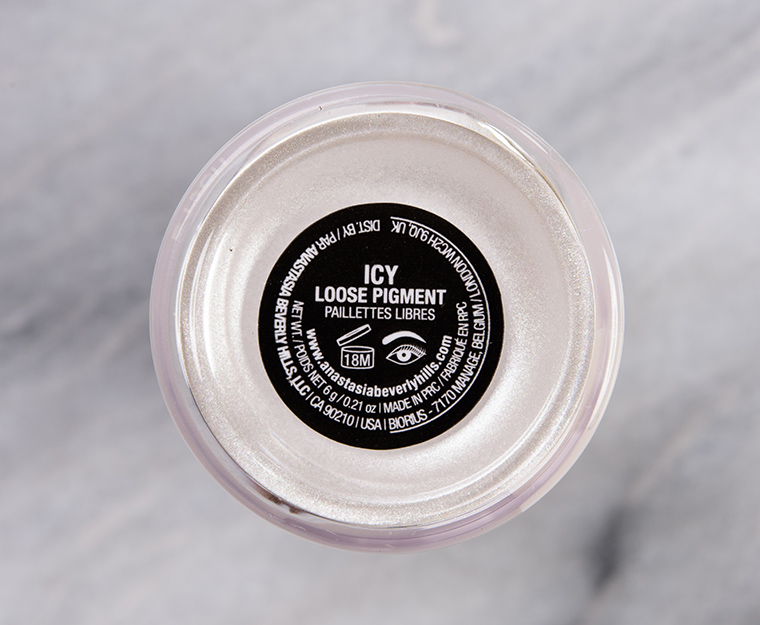 ICY
LOOSE PIGMENT
PAILLETTES LIBRES
18M
www.anastasiabeverlyhills.com
NET WT. / POIDS NET 6 g / 0.21 oz | MADE IN PRC / FABRIQUÉ EN RPC
DIST. BY / PAR ANASTASIA BEVERLY HILLS, LLC | CA 90210 | USA | BIORIUS - 7170 MANAGE, BELGIUM / LONDON WC2H 9JQ, UK